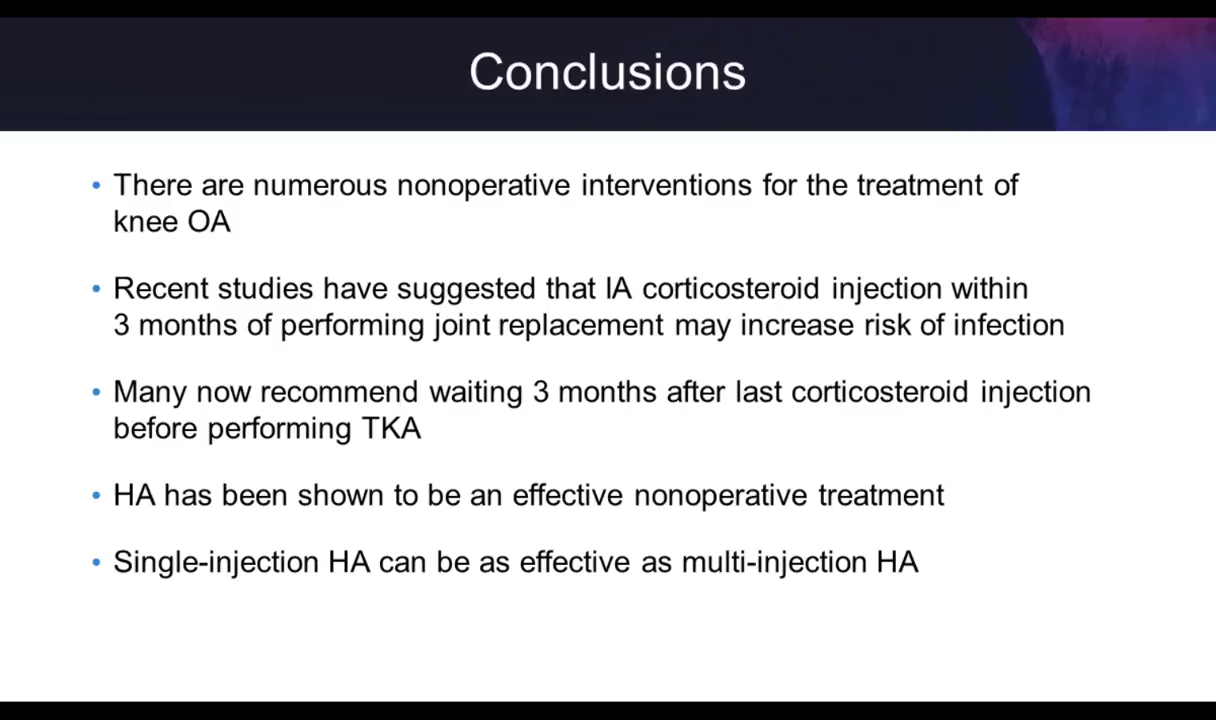 Conclusions
• There are numerous nonoperative interventions for the treatment of
knee OA
• Recent studies have suggested that IA corticosteroid injection within
3 months of performing joint replacement may increase risk of infection
• Many now recommend waiting 3 months after last corticosteroid injection
before performing TKA
• HA has been shown to be an effective nonoperative treatment
• Single-injection HA can be as effective as multi-injection HA